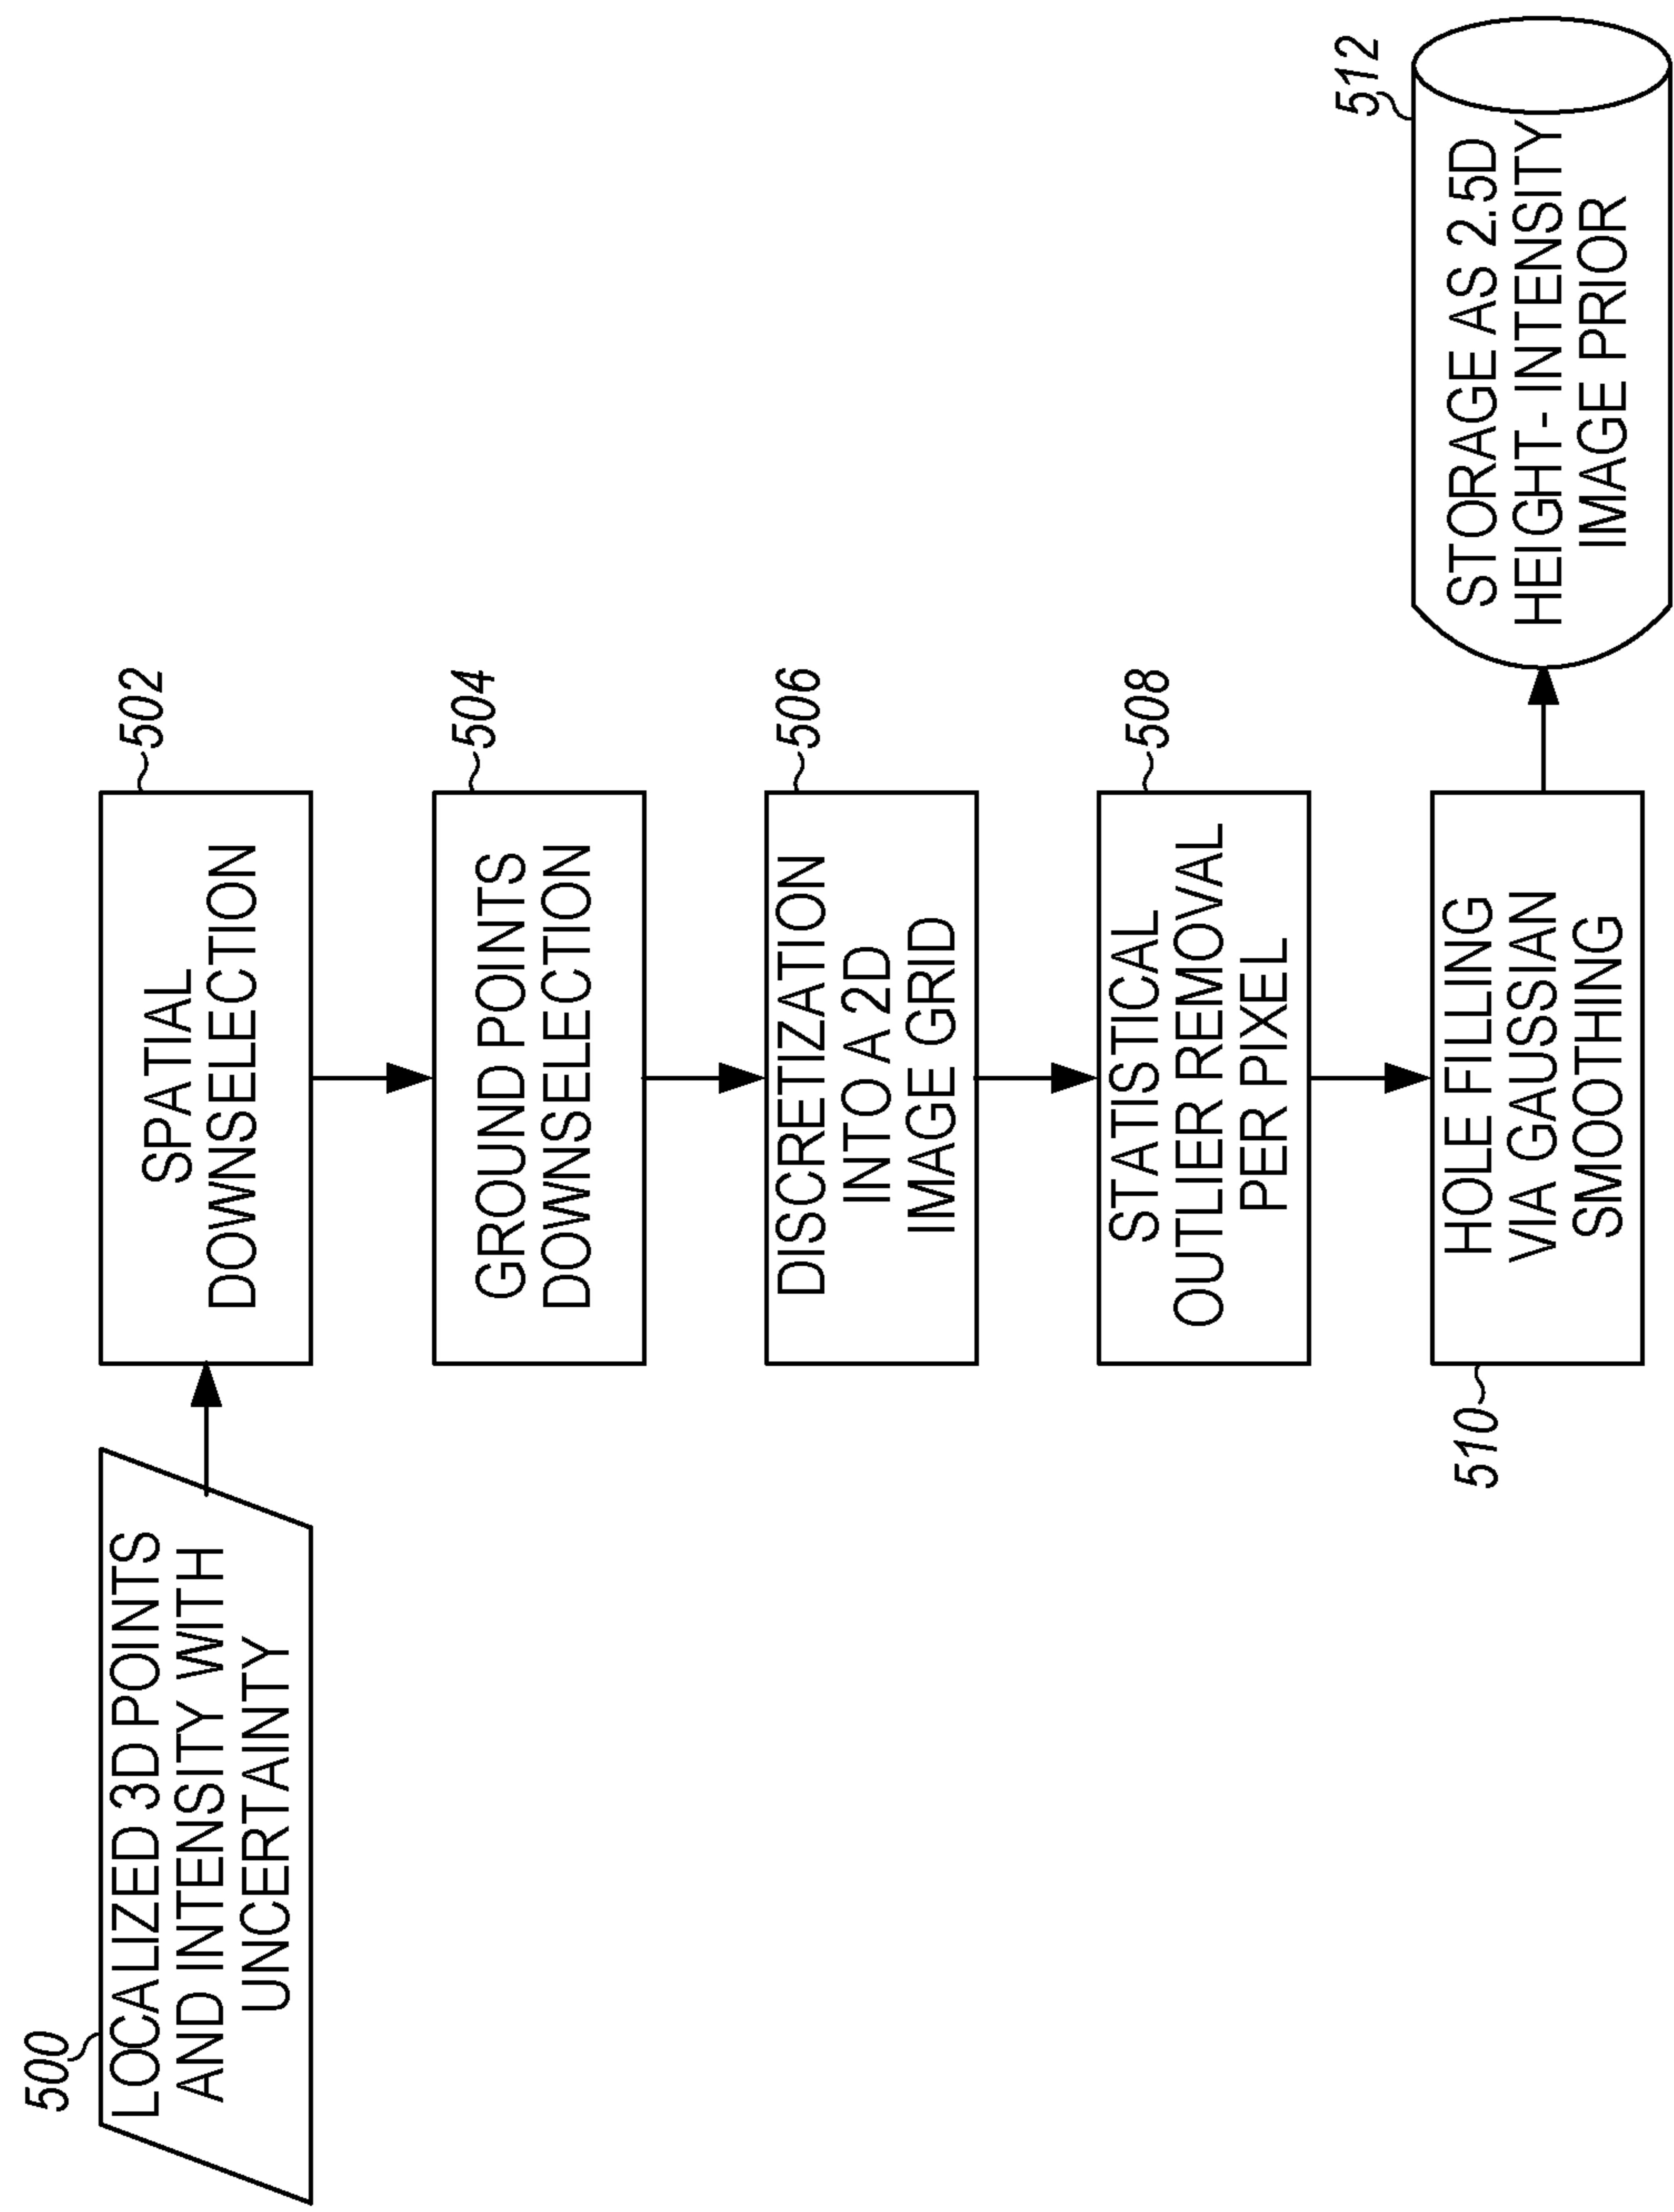 500
LOCALIZED 3D POINTS
AND INTENSITY WITH
UNCERTAINTY
502
SPATIAL
DOWNSELECTION
504
GROUND POINTS
DOWNSELECTION
506
DISCRETIZATION
INTO A 2D
IMAGE GRID
508
STATISTICAL
OUTLIER REMOVAL
PER PIXEL
510
HOLE FILLING
VIA GAUSSIAN
SMOOTHING
512
STORAGE AS 2.5D
HEIGHT- INTENSITY
IMAGE PRIOR